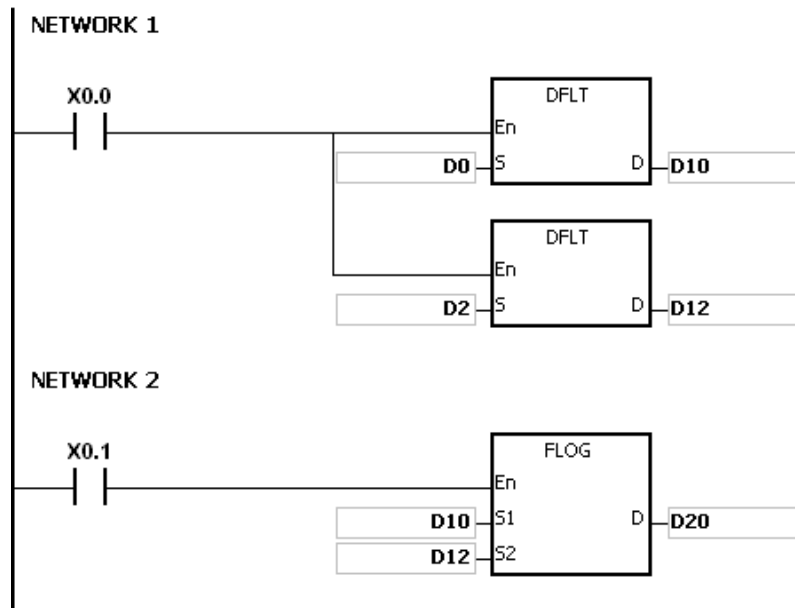 NETWORK 1
X0.0
DFLT
En
D0 S D D10
DFLT
En
D2 S D D12
NETWORK 2
X0.1
FLOG
En
D10 S1 D D20
D12 S2